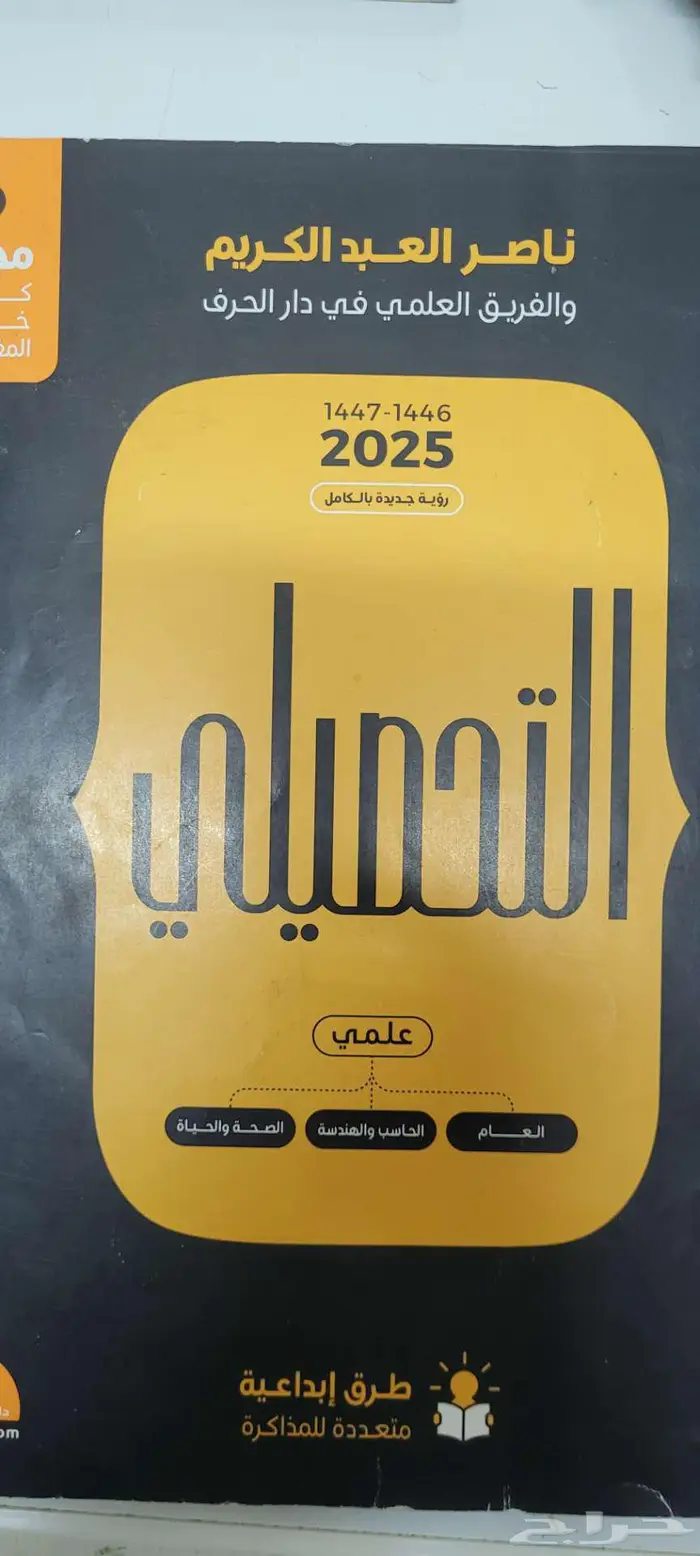 ناصر العبد الكريم
والفريق العلمي في دار الحرف
1447-1446
2025
رؤية جديدة بالكامل
التحصيلي
علمي
العام
الحاسب والهندسة
الصحة والحياة
طرق إبداعية
متعددة للمذاكرة
حراج